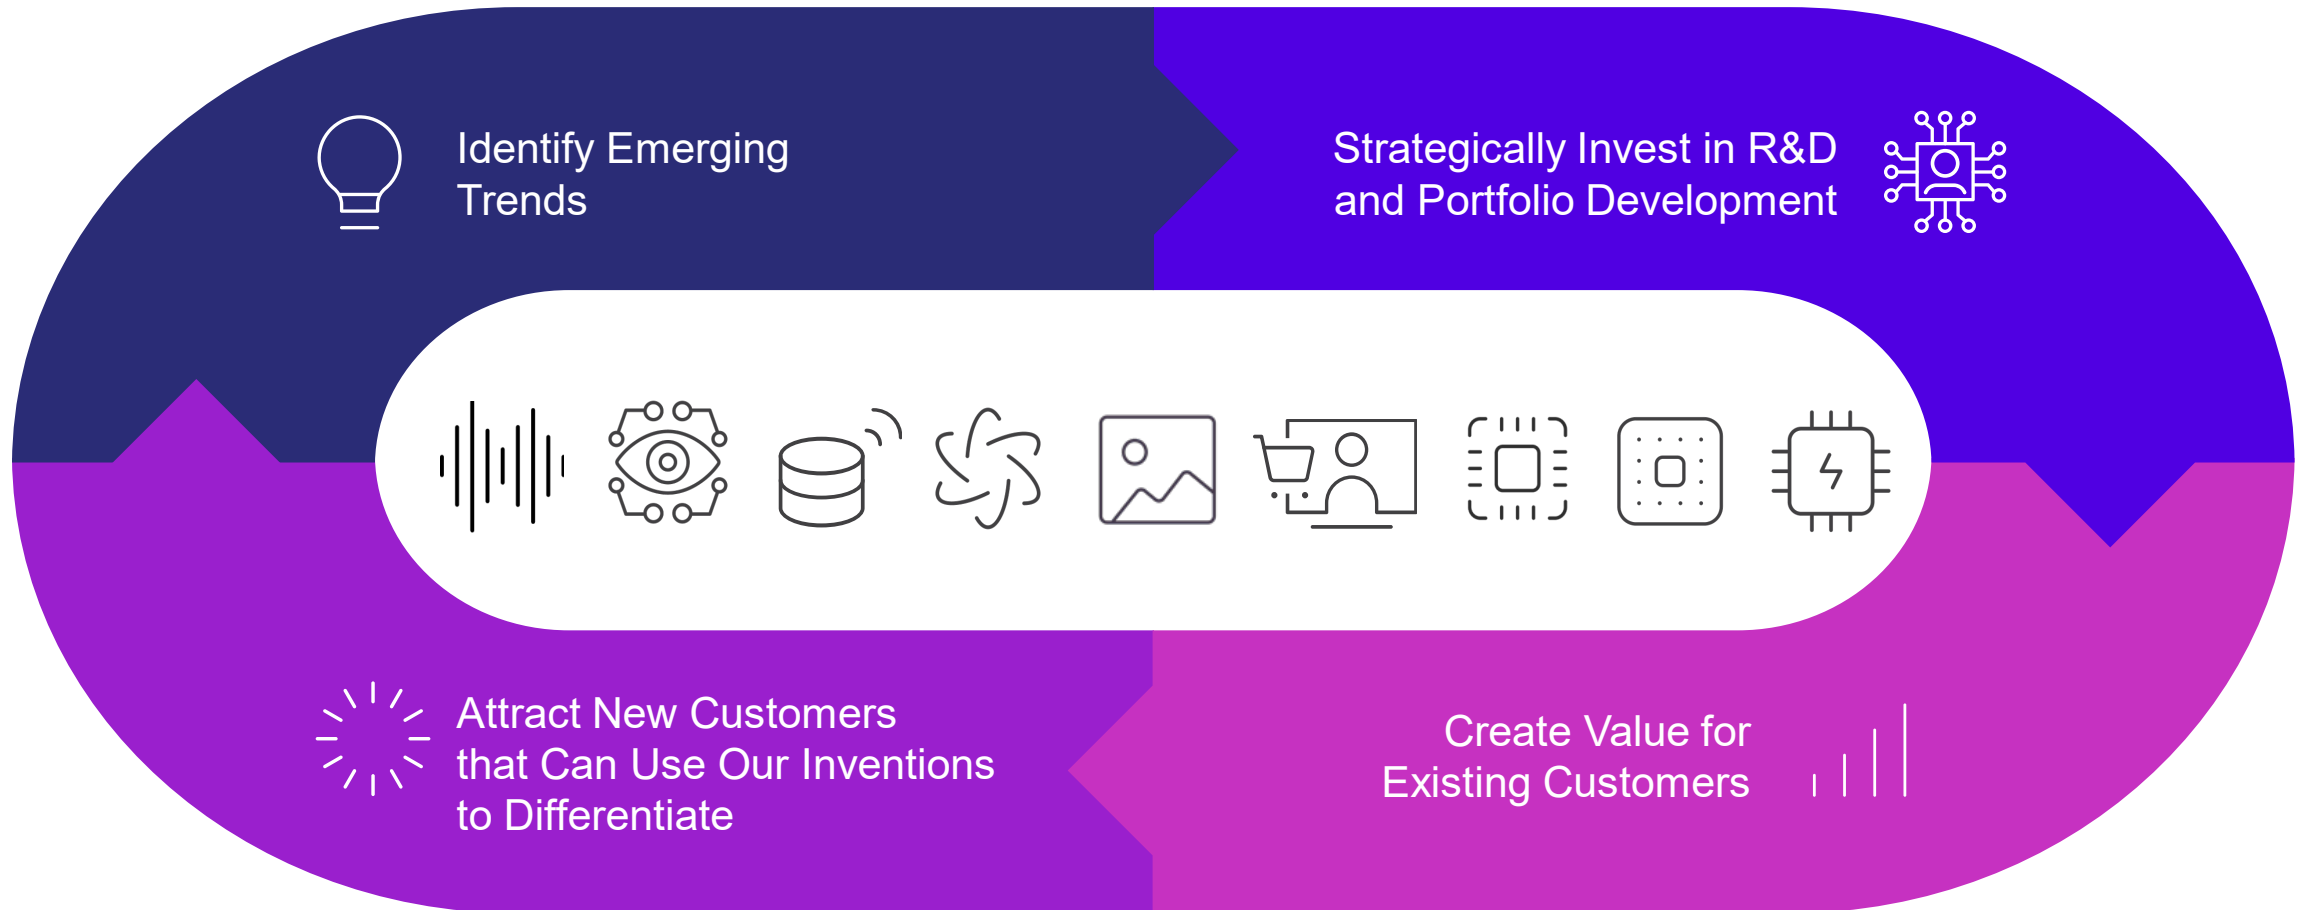 Identify Emerging
Trends
Strategically Invest in R&D
and Portfolio Development
Attract New Customers
that Can Use Our Inventions
to Differentiate
Create Value for
Existing Customers